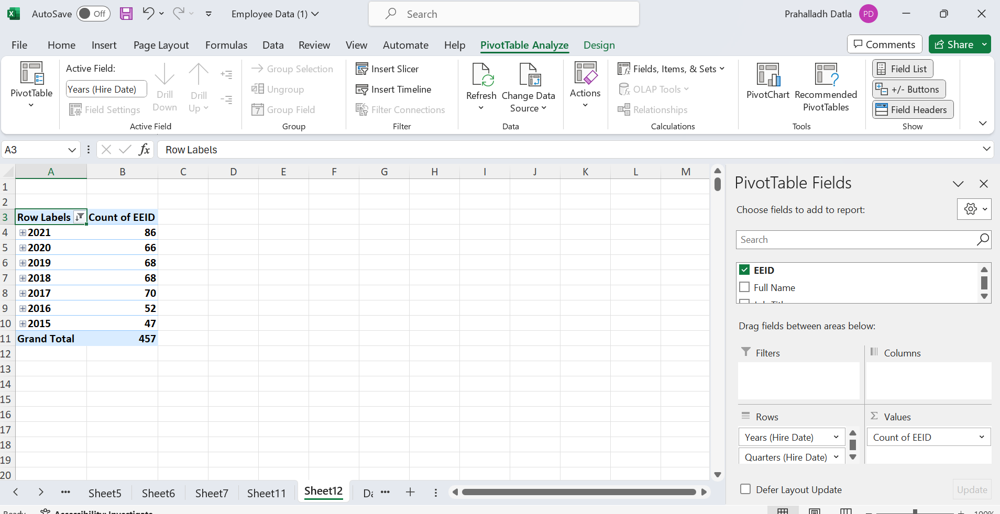 AutoSave Off Employee Data (1) Search Prahalladh Datla PD
File Home Insert Page Layout Formulas Data Review View Automate Help PivotTable Analyze Design Comments Share
PivotTable
Active Field:
Years (Hire Date)
Field Settings
Drill Down
Drill Up
Active Field
Group Selection
Ungroup
Group Field
Group
Insert Slicer
Insert Timeline
Filter Connections
Filter
Refresh
Change Data Source
Data
Actions
Fields, Items, & Sets
OLAP Tools
Relationships
Calculations
PivotChart
Recommended PivotTables
Tools
Field List
+/- Buttons
Field Headers
Show
A3 fx Row Labels
A B C D E F G H I J K L M
1
2
3 Row Labels Count of EEID
4 2021 86
5 2020 66
6 2019 68
7 2018 68
8 2017 70
9 2016 52
10 2015 47
11 Grand Total 457
12
13
14
15
16
17
18
19
20
PivotTable Fields
Choose fields to add to report:
Search
EEID
Full Name
Drag fields between areas below:
Filters
Columns
Rows
Years (Hire Date)
Quarters (Hire Date)
Values
Count of EEID
Defer Layout Update Update
Sheet5 Sheet6 Sheet7 Sheet11 Sheet12
Ready Accessibility: Investigate 100%